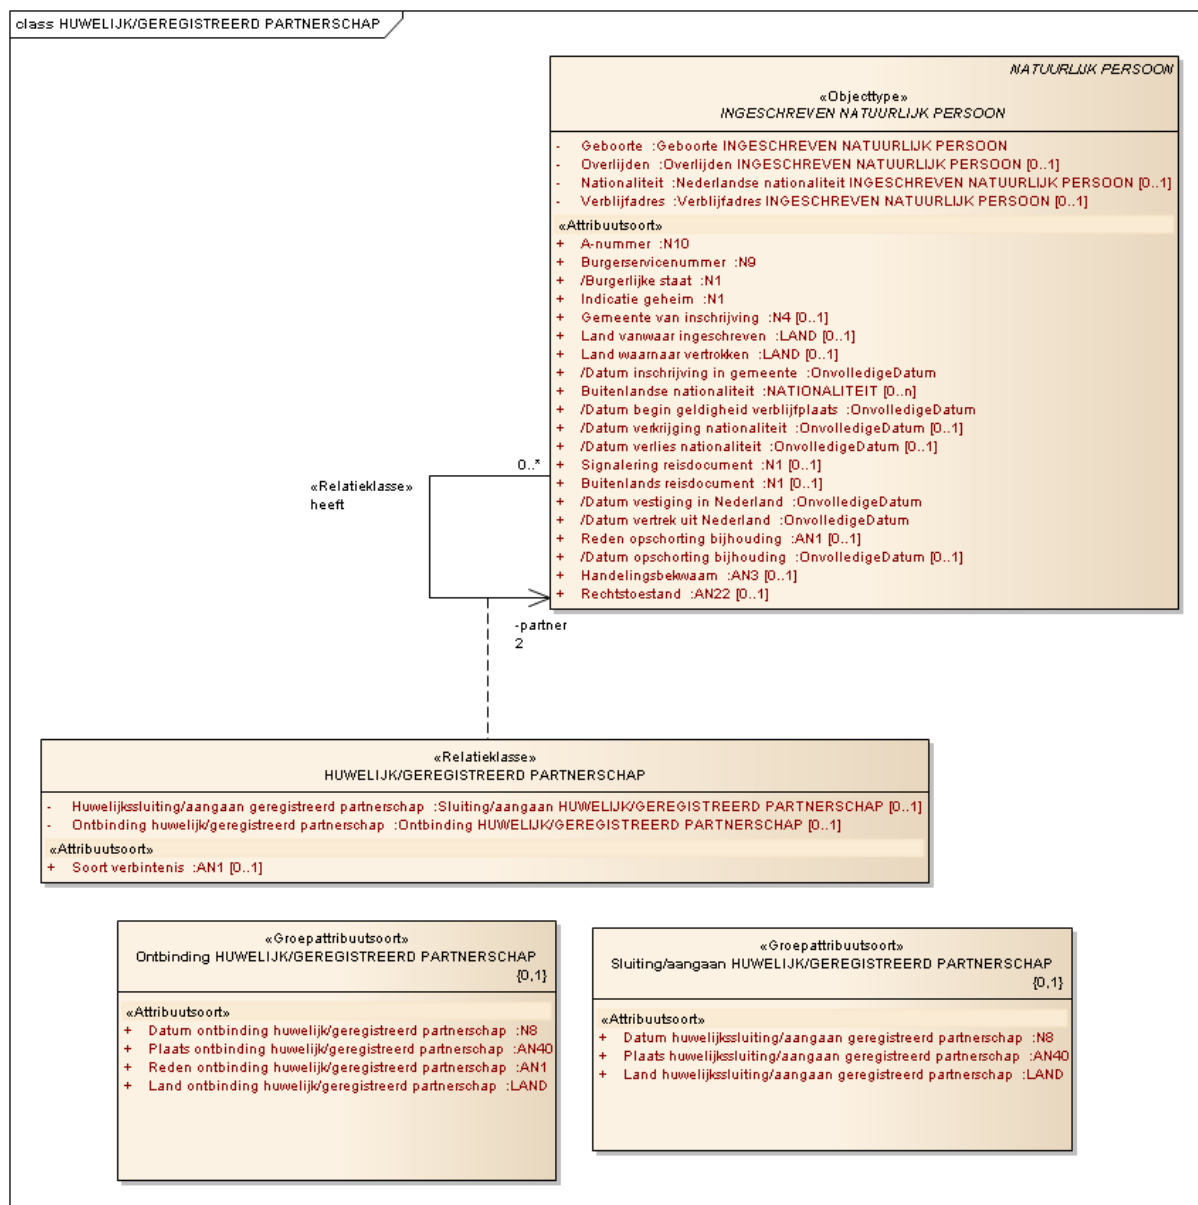 class HUWELIJK/GEREGISTREERD PARTNERSCHAP
NATUURLIJK PERSOON
«Objecttype»
INGESCHREVEN NATUURLIJK PERSOON
- Geboorte :Geboorte INGESCHREVEN NATUURLIJK PERSOON
- Overlijden :Overlijden INGESCHREVEN NATUURLIJK PERSOON [0..1]
- Nationaliteit :Nederlandse nationaliteit INGESCHREVEN NATUURLIJK PERSOON [0..1]
- Verblijfadres :Verblijfadres INGESCHREVEN NATUURLIJK PERSOON [0..1]
«Attribuutsoort»
+ A-nummer :N10
+ Burgerservicenummer :N9
+ /Burgerlijke staat :N1
+ Indicatie geheim :N1
+ Gemeente van inschrijving :N4 [0..1]
+ Land vanwaar ingeschreven :LAND [0..1]
+ Land waarnaar vertrokken :LAND [0..1]
+ /Datum inschrijving in gemeente :OnvolledigeDatum
+ Buitenlandse nationaliteit :NATIONALITEIT [0..n]
+ /Datum begin geldigheid verblijfplaats :OnvolledigeDatum
+ /Datum verkrijging nationaliteit :OnvolledigeDatum [0..1]
+ /Datum verlies nationaliteit :OnvolledigeDatum [0..1]
+ Signalering reisdocument :N1 [0..1]
+ Buitenlands reisdocument :N1 [0..1]
+ /Datum vestiging in Nederland :OnvolledigeDatum
+ /Datum vertrek uit Nederland :OnvolledigeDatum
+ Reden opschorting bijhouding :AN1 [0..1]
+ /Datum opschorting bijhouding :OnvolledigeDatum [0..1]
+ Handelingsbekwaam :AN3 [0..1]
+ Rechtstoestand :AN22 [0..1]
0..*
«Relatieklasse»
heeft
-partner
2
«Relatieklasse»
HUWELIJK/GEREGISTREERD PARTNERSCHAP
- Huwelijkssluiting/aangaan geregistreerd partnerschap :Sluiting/aangaan HUWELIJK/GEREGISTREERD PARTNERSCHAP [0..1]
- Ontbinding huwelijk/geregistreerd partnerschap :Ontbinding HUWELIJK/GEREGISTREERD PARTNERSCHAP [0..1]
«Attribuutsoort»
+ Soort verbintenis :AN1 [0..1]
«Groepattribuutsoort»
Ontbinding HUWELIJK/GEREGISTREERD PARTNERSCHAP
{0,1}
«Attribuutsoort»
+ Datum ontbinding huwelijk/geregistreerd partnerschap :N8
+ Plaats ontbinding huwelijk/geregistreerd partnerschap :AN40
+ Reden ontbinding huwelijk/geregistreerd partnerschap :AN1
+ Land ontbinding huwelijk/geregistreerd partnerschap :LAND
«Groepattribuutsoort»
Sluiting/aangaan HUWELIJK/GEREGISTREERD PARTNERSCHAP
{0,1}
«Attribuutsoort»
+ Datum huwelijkssluiting/aangaan geregistreerd partnerschap :N8
+ Plaats huwelijkssluiting/aangaan geregistreerd partnerschap :AN40
+ Land huwelijkssluiting/aangaan geregistreerd partnerschap :LAND